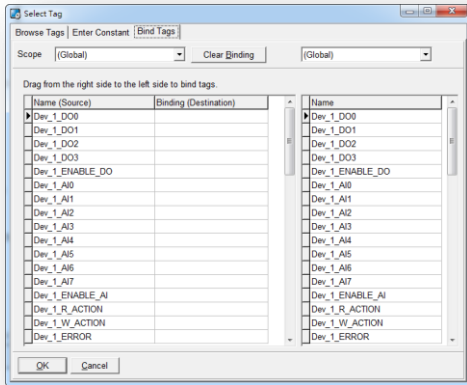 Select Tag
Browse Tags Enter Constant Bind Tags
Scope (Global) Clear Binding (Global)
Drag from the right side to the left side to bind tags.
Name (Source) Binding (Destination) Name
Dev_1_DO0 Dev_1_DO0
Dev_1_DO1 Dev_1_DO1
Dev_1_DO2 Dev_1_DO2
Dev_1_DO3 Dev_1_DO3
Dev_1_ENABLE_DO Dev_1_ENABLE_DO
Dev_1_AI0 Dev_1_AI0
Dev_1_AI1 Dev_1_AI1
Dev_1_AI2 Dev_1_AI2
Dev_1_AI3 Dev_1_AI3
Dev_1_AI4 Dev_1_AI4
Dev_1_AI5 Dev_1_AI5
Dev_1_AI6 Dev_1_AI6
Dev_1_AI7 Dev_1_AI7
Dev_1_ENABLE_AI Dev_1_ENABLE_AI
Dev_1_R_ACTION Dev_1_R_ACTION
Dev_1_W_ACTION Dev_1_W_ACTION
Dev_1_ERROR Dev_1_ERROR
OK Cancel